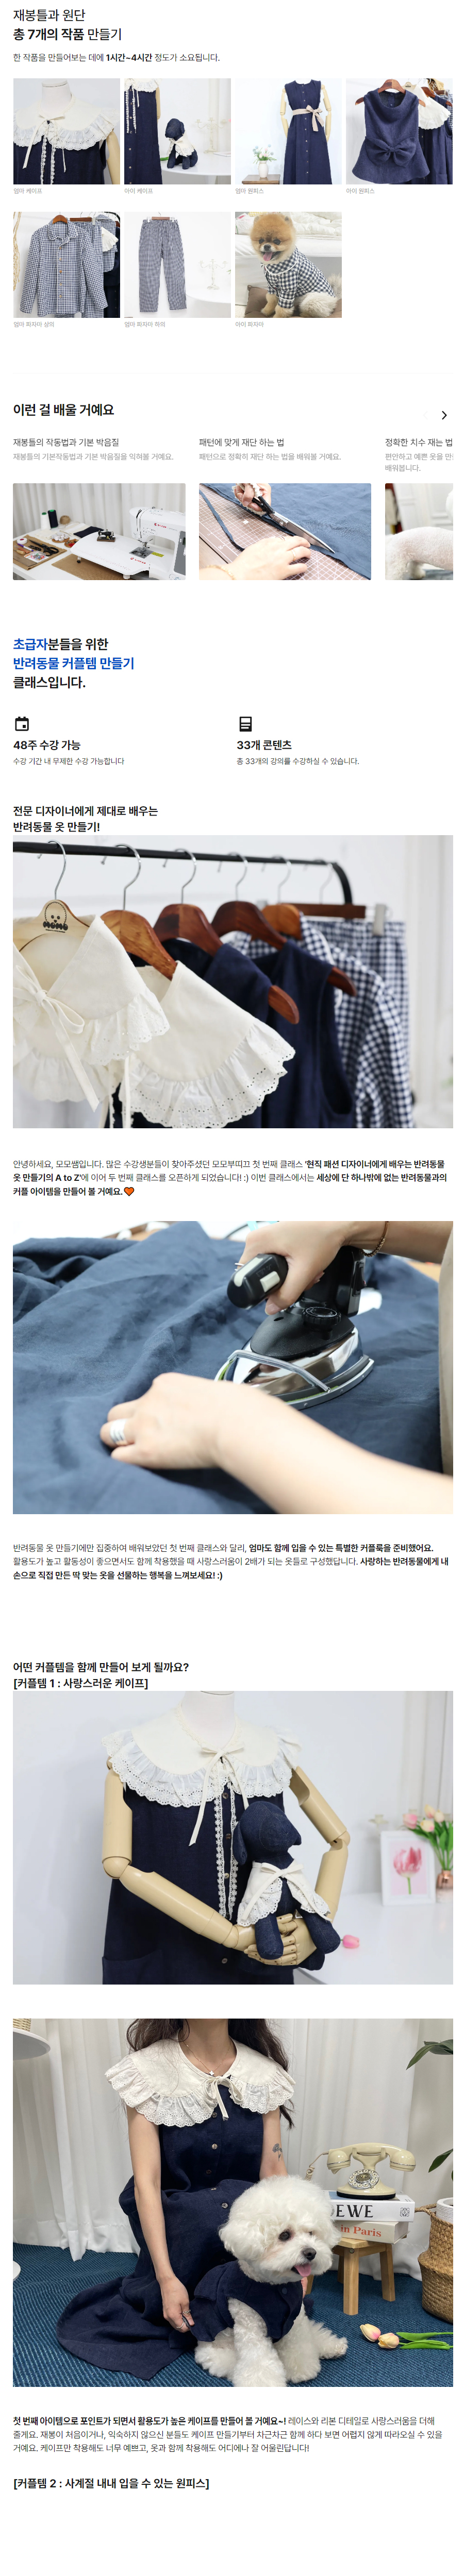 재봉틀과 원단
총 7개의 작품 만들기
한 작품을 만들어보는 데에 1시간~4시간 정도가 소요됩니다.
엄마 케이프
아이 케이프
엄마 원피스
아이 원피스
엄마 파자마 상의
엄마 파자마 하의
아이 파자마
이런 걸 배울 거예요
재봉틀의 작동법과 기본 박음질
재봉틀의 기본작동법과 기본 박음질을 익혀볼 거예요.
패턴에 맞게 재단 하는 법
패턴으로 정확히 재단 하는 법을 배워볼 거예요.
정확한 치수 재는 법
편안하고 예쁜 옷을 만
배워봅니다.
초급자분들을 위한
반려동물 커플템 만들기
클래스입니다.
48주 수강 가능
수강 기간 내 무제한 수강 가능합니다
33개 콘텐츠
총 33개의 강의를 수강하실 수 있습니다.
전문 디자이너에게 제대로 배우는
반려동물 옷 만들기!
안녕하세요, 모모쌤입니다. 많은 수강생분들이 찾아주셨던 모모부띠끄 첫 번째 클래스 '현직 패션 디자이너에게 배우는 반려동물
옷 만들기의 A to Z'에 이어 두 번째 클래스를 오픈하게 되었습니다! :) 이번 클래스에서는 세상에 단 하나밖에 없는 반려동물과의
커플 아이템을 만들어 볼 거예요.🧡
반려동물 옷 만들기에만 집중하여 배워보았던 첫 번째 클래스와 달리, 엄마도 함께 입을 수 있는 특별한 커플룩을 준비했어요.
활용도가 높고 활동성이 좋으면서도 함께 착용했을 때 사랑스러움이 2배가 되는 옷들로 구성했답니다. 사랑하는 반려동물에게 내
손으로 직접 만든 딱 맞는 옷을 선물하는 행복을 느껴보세요! :)
어떤 커플템을 함께 만들어 보게 될까요?
[커플템 1 : 사랑스러운 케이프]
EWE
in Paris
첫 번째 아이템으로 포인트가 되면서 활용도가 높은 케이프를 만들어 볼 거예요~! 레이스와 리본 디테일로 사랑스러움을 더해
줄게요. 재봉이 처음이거나, 익숙하지 않으신 분들도 케이프 만들기부터 차근차근 함께 하다 보면 어렵지 않게 따라오실 수 있을
거예요. 케이프만 착용해도 너무 예쁘고, 옷과 함께 착용해도 어디에나 잘 어울린답니다!
[커플템 2 : 사계절 내내 입을 수 있는 원피스]